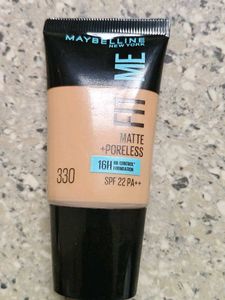 MAYBELLINE
NEW YORK
FIT ME
MATTE
+PORELESS
16H OIL CONTROL
FOUNDATION
330
SPF 22 PA++